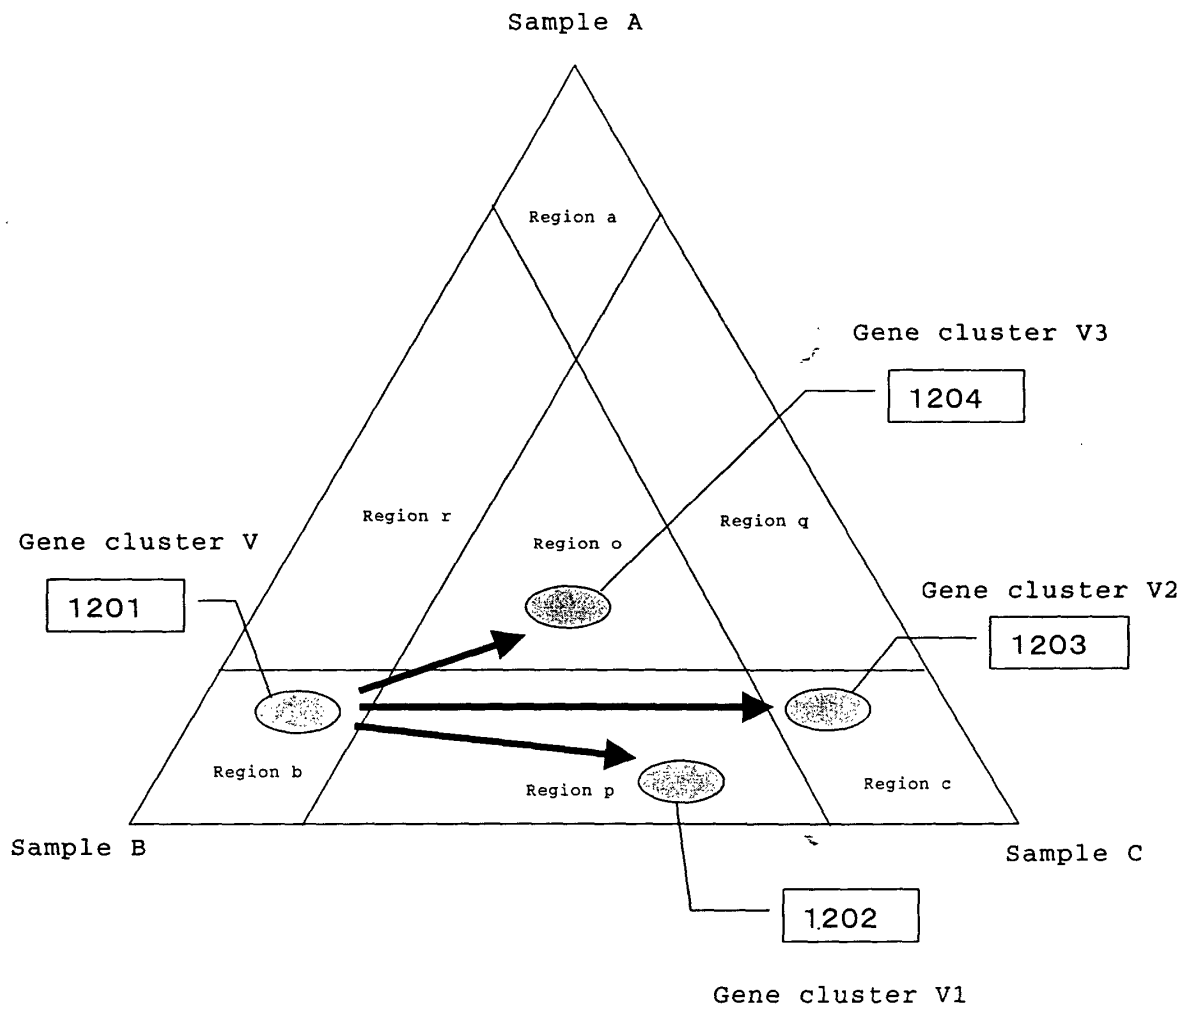 Sample A
Region a
Gene cluster V3
1204
Region r
Region q
Gene cluster V
Region o
1201
Gene cluster V2
1203
Region b
Region p
Region c
Sample B
Sample C
1202
Gene cluster V1